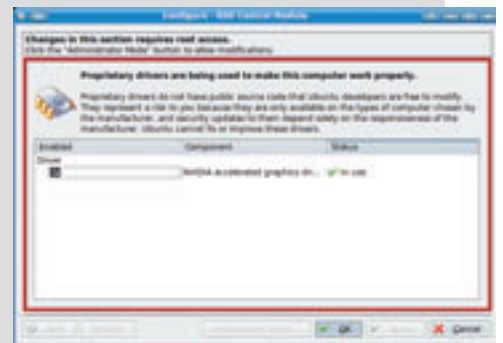 Configure - KDE Control Module
Changes in this section requires root access.
Click the "Administrator Mode" button to allow modifications.
Proprietary drivers are being used to make this computer work properly.
Proprietary drivers do not have public source code that Ubuntu developers are free to modify.
They represent a risk to you because they are only available on the types of computer chosen by
the manufacturer, and security updates to them depend solely on the responsiveness of the
manufacturer. Ubuntu cannot fix or improve these drivers.
Enabled Component Status
Driver
NVIDIA accelerated graphics dri... In use
OK Cancel